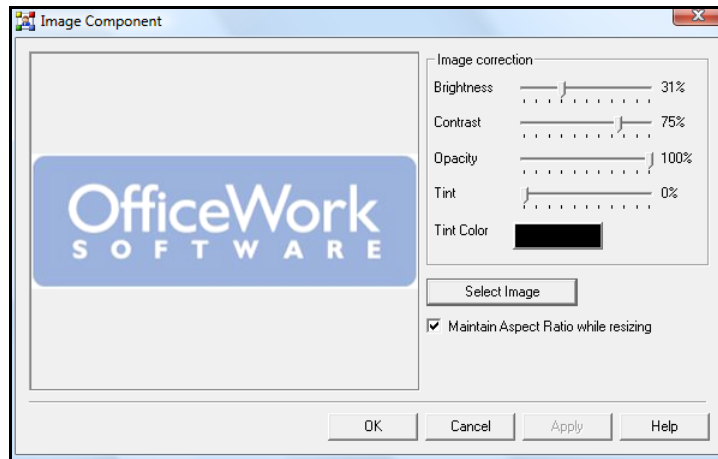 Image Component
Image correction
Brightness 31%
Contrast 75%
Opacity 100%
Tint 0%
Tint Color
OfficeWork
SOFTWARE
Select Image
Maintain Aspect Ratio while resizing
OK Cancel Apply Help